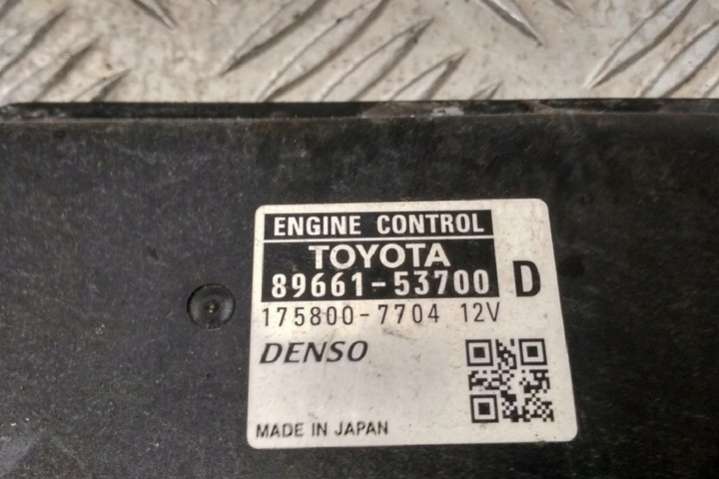 ENGINE CONTROL
TOYOTA
89661-53700 D
175800-7704 12V
DENSO
MADE IN JAPAN